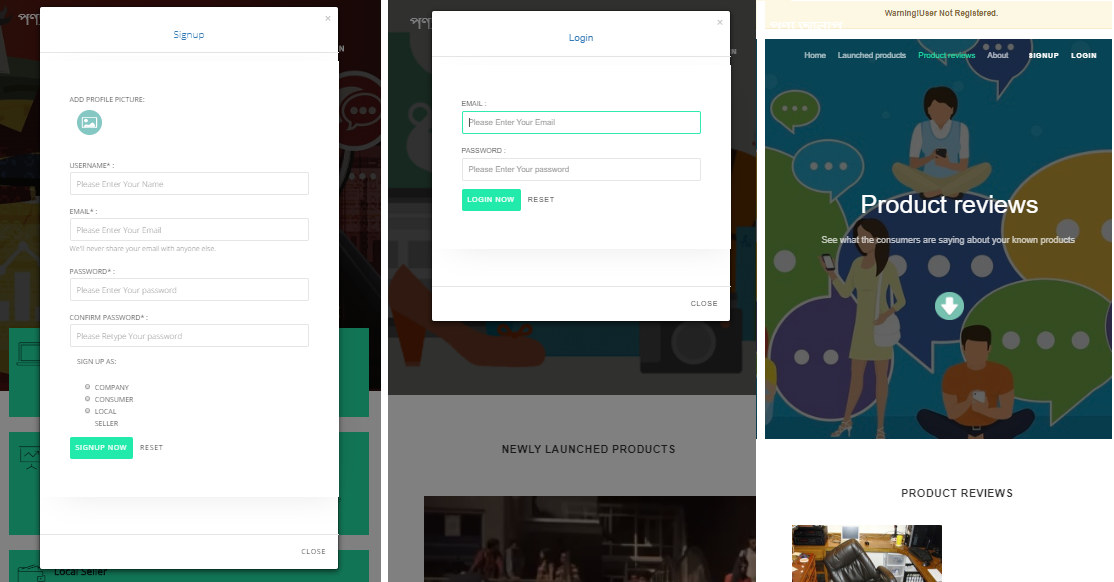 ×
Signup
ADD PROFILE PICTURE:
USERNAME* :
Please Enter Your Name
EMAIL* :
Please Enter Your Email
We'll never share your email with anyone else.
PASSWORD* :
Please Enter Your password
CONFIRM PASSWORD* :
Please Retype Your password
SIGN UP AS:
COMPANY
CONSUMER
LOCAL
SELLER
SIGNUP NOW RESET
CLOSE
Local Seller
×
Login
EMAIL :
Please Enter Your Email
PASSWORD :
Please Enter Your password
LOGIN NOW RESET
CLOSE
NEWLY LAUNCHED PRODUCTS
Warning!User Not Registered.
Home Launched products Product reviews About SIGNUP LOGIN
Product reviews
See what the consumers are saying about your known products
PRODUCT REVIEWS